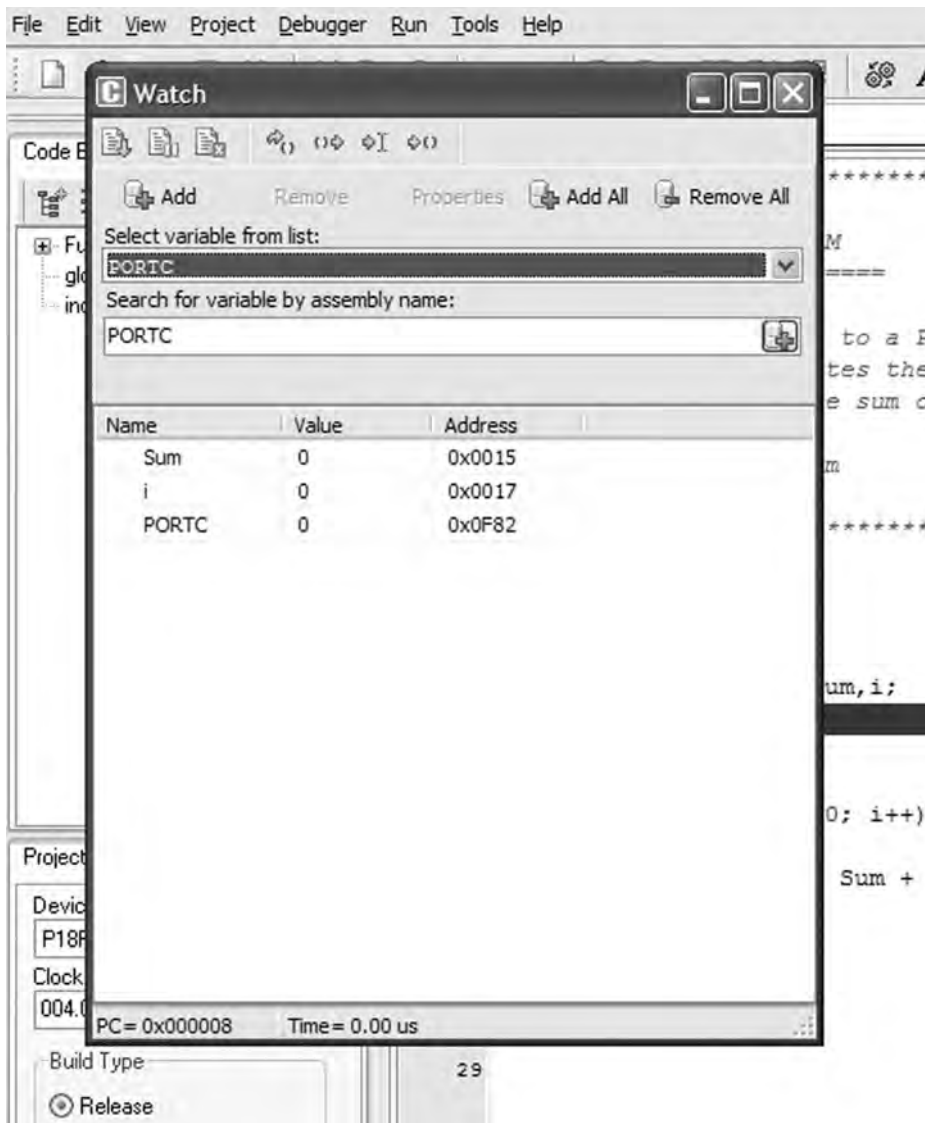 File Edit View Project Debugger Run Tools Help
C Watch
Code E
Add Remove Properties Add All Remove All
Select variable from list:
PORTC
Search for variable by assembly name:
PORTC
Name Value Address
Sum 0 0x0015
i 0 0x0017
PORTC 0 0x0F82
PC= 0x000008 Time= 0.00 us
Fu
glo
inc
*******
M
====
to a P
tes the
e sum o
m
*******
um,i;
0; i++)
Sum +
Project
Devic
P18F
Clock
004.0
Build Type
Release
29